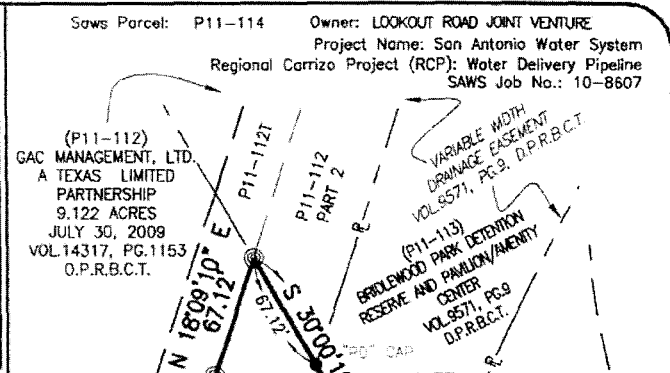 Saws Parcel: P11-114 Owner: LOOKOUT ROAD JOINT VENTURE
Project Name: San Antonio Water System
Regional Carrizo Project (RCP): Water Delivery Pipeline
SAWS Job No.: 10-8607
(P11-112)
GAC MANAGEMENT, LTD.
A TEXAS LIMITED
PARTNERSHIP
9.122 ACRES
JULY 30, 2009
VOL.14317, PG.1153
O.P.R.B.C.T.
P11-112T
P11-112
PART 2
VARIABLE WIDTH
DRAINAGE EASEMENT
VOL.9571, PG.9, D.P.R.B.C.T.
(P11-113)
BRIDLEWOOD PARK DETENTION
RESERVE AND PAVILION/AMENITY
CENTER
VOL.9571, PG.9
D.P.R.B.C.T.
N 18°09'10" E
67.12'
67.12'
S 30°00'1
"PD" CAP